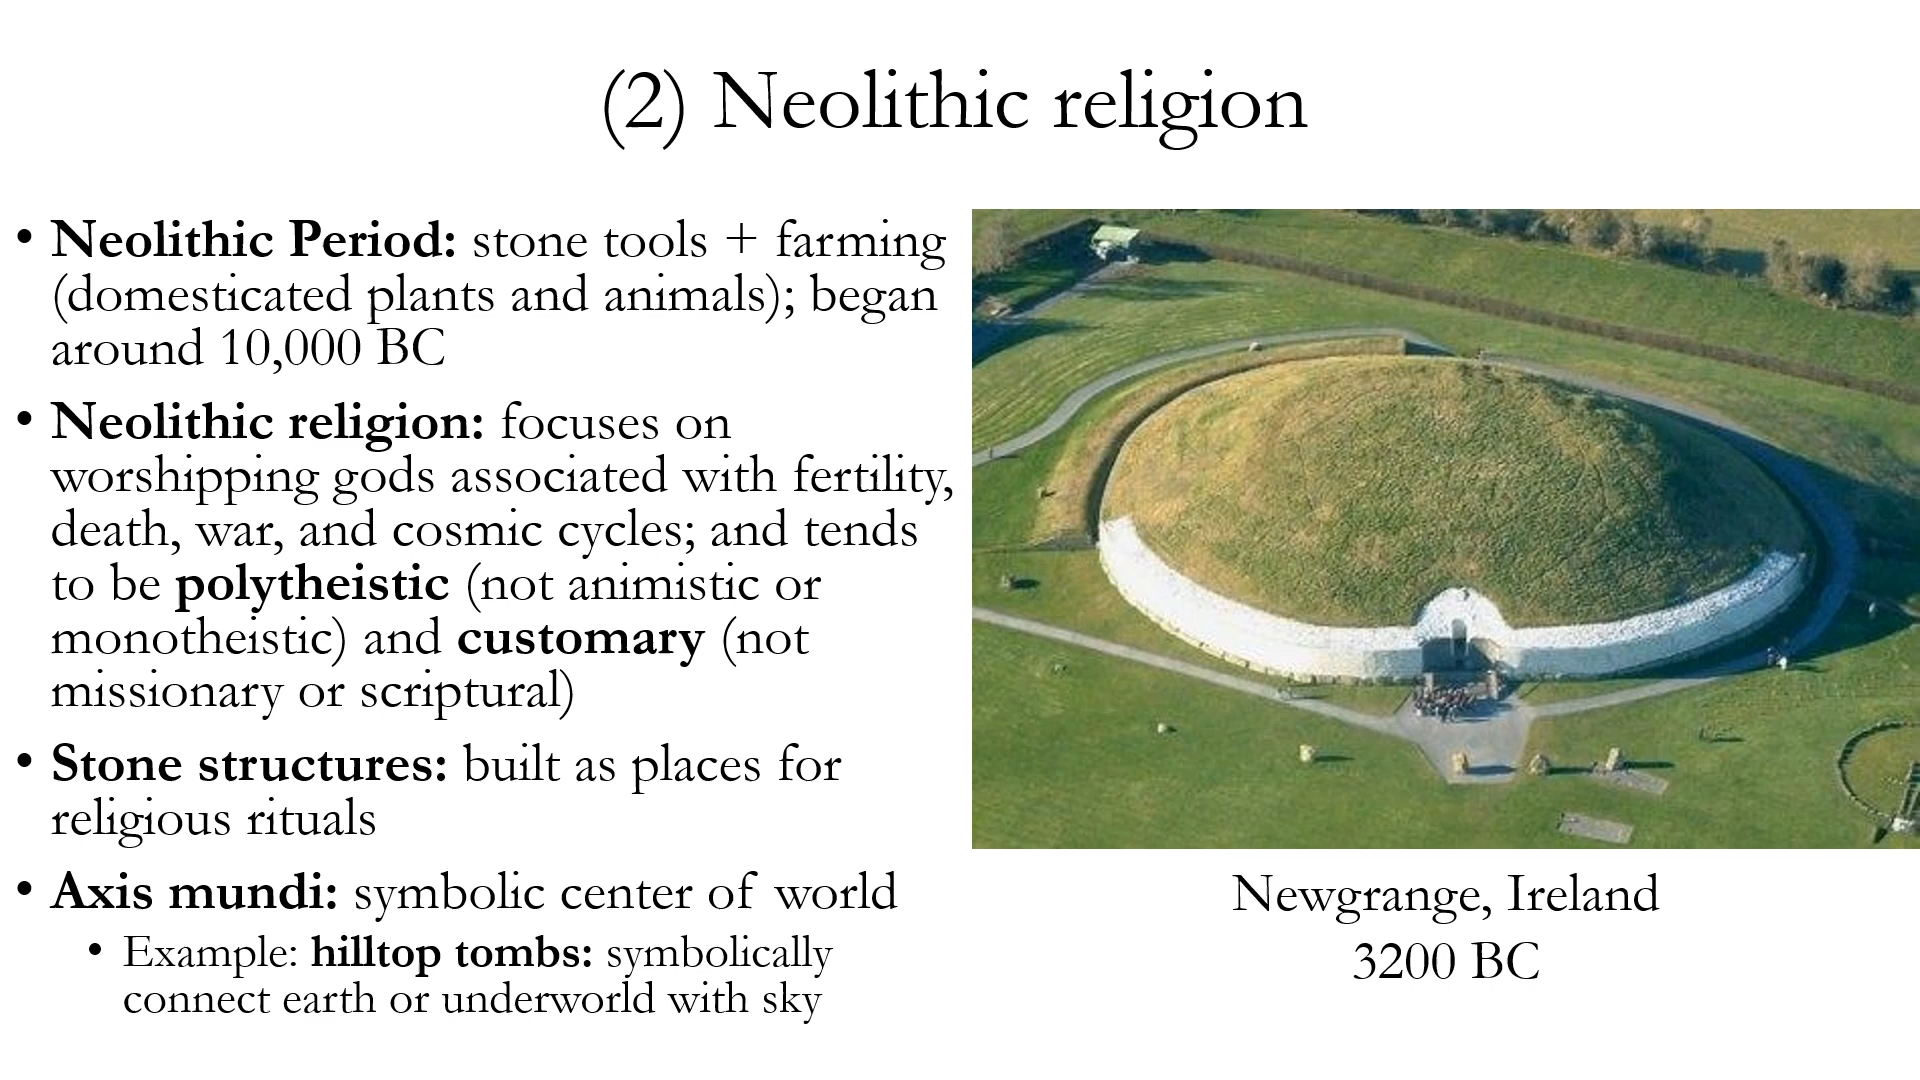 (2) Neolithic religion
• Neolithic Period: stone tools + farming
(domesticated plants and animals); began
around 10,000 BC
• Neolithic religion: focuses on
worshipping gods associated with fertility,
death, war, and cosmic cycles; and tends
to be polytheistic (not animistic or
monotheistic) and customary (not
missionary or scriptural)
• Stone structures: built as places for
religious rituals
• Axis mundi: symbolic center of world
• Example: hilltop tombs: symbolically
connect earth or underworld with sky
Newgrange, Ireland
3200 BC